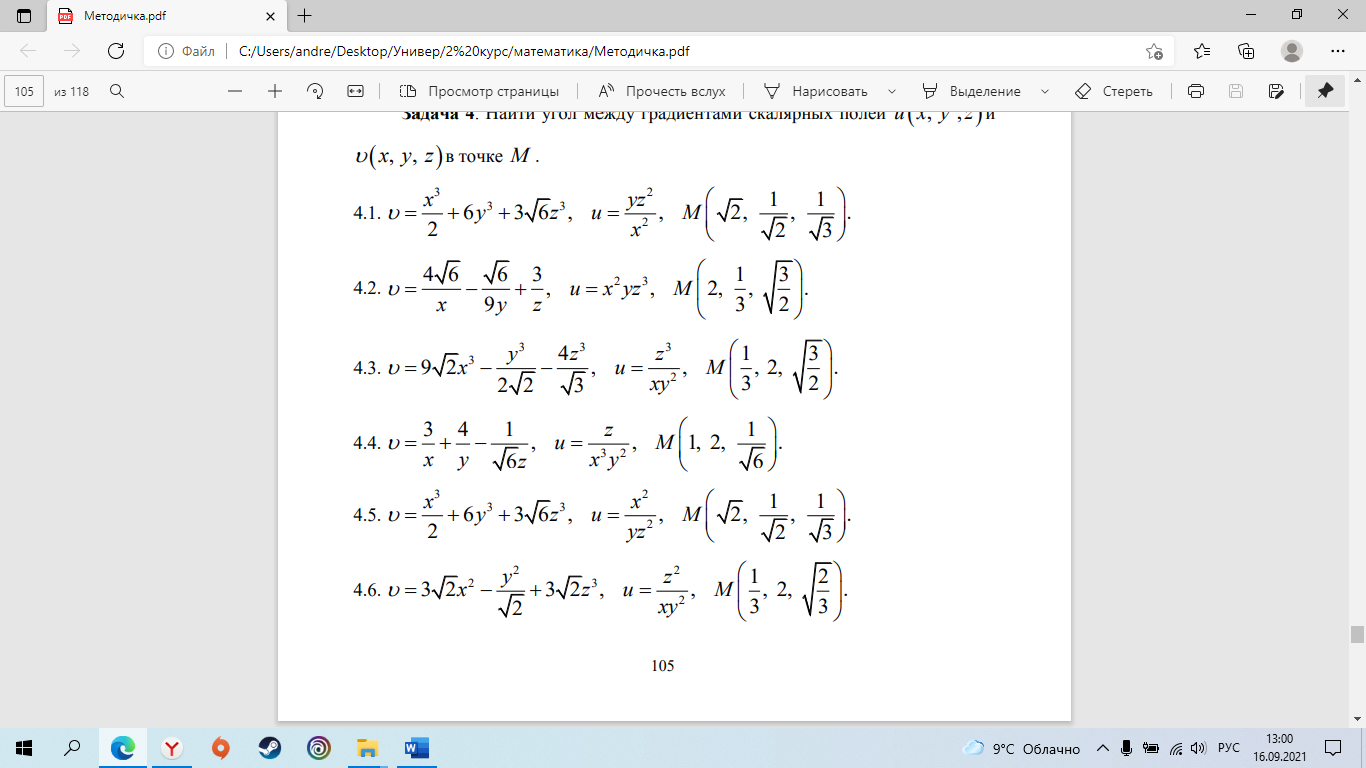 Методичка.pdf
Файл | C:/Users/andre/Desktop/Универ/2%20курс/математика/Методичка.pdf
105 из 118 Просмотр страницы Прочесть вслух Нарисовать Выделение Стереть
Задача 4. Найти угол между градиентами скалярных полей u(x, y ,z) и
υ(x, y, z) в точке M .
4.1. υ = x³/2 + 6y³ + 3√6z³, u = yz²/x², M(√2, 1/√2, 1/√3).
4.2. υ = 4√6/x − √6/9y + 3/z, u = x²yz³, M(2, 1/3, √(3/2)).
4.3. υ = 9√2x³ − y³/2√2 − 4z³/√3, u = z³/xy², M(1/3, 2, √(3/2)).
4.4. υ = 3/x + 4/y − 1/√6z, u = z/x³y², M(1, 2, 1/√6).
4.5. υ = x³/2 + 6y³ + 3√6z³, u = x²/yz², M(√2, 1/√2, 1/√3).
4.6. υ = 3√2x² − y²/√2 + 3√2z³, u = z²/xy², M(1/3, 2, √(2/3)).
105
9°C Облачно РУС 13:00
16.09.2021